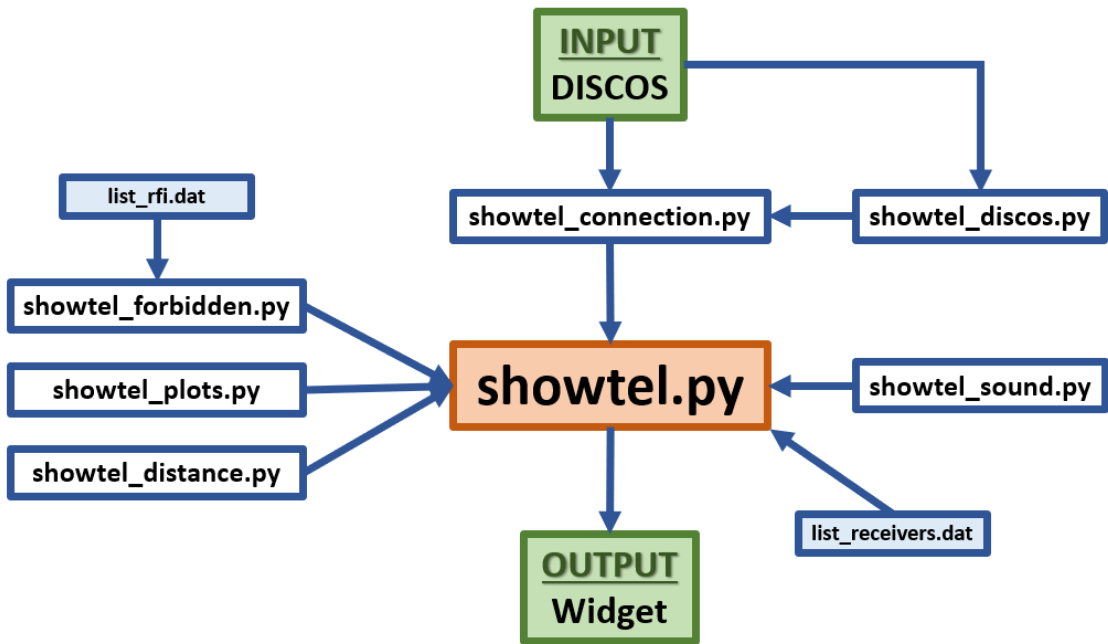 INPUT
DISCOS
list_rfi.dat
showtel_connection.py
showtel_discos.py
showtel_forbidden.py
showtel_plots.py
showtel.py
showtel_sound.py
showtel_distance.py
list_receivers.dat
OUTPUT
Widget